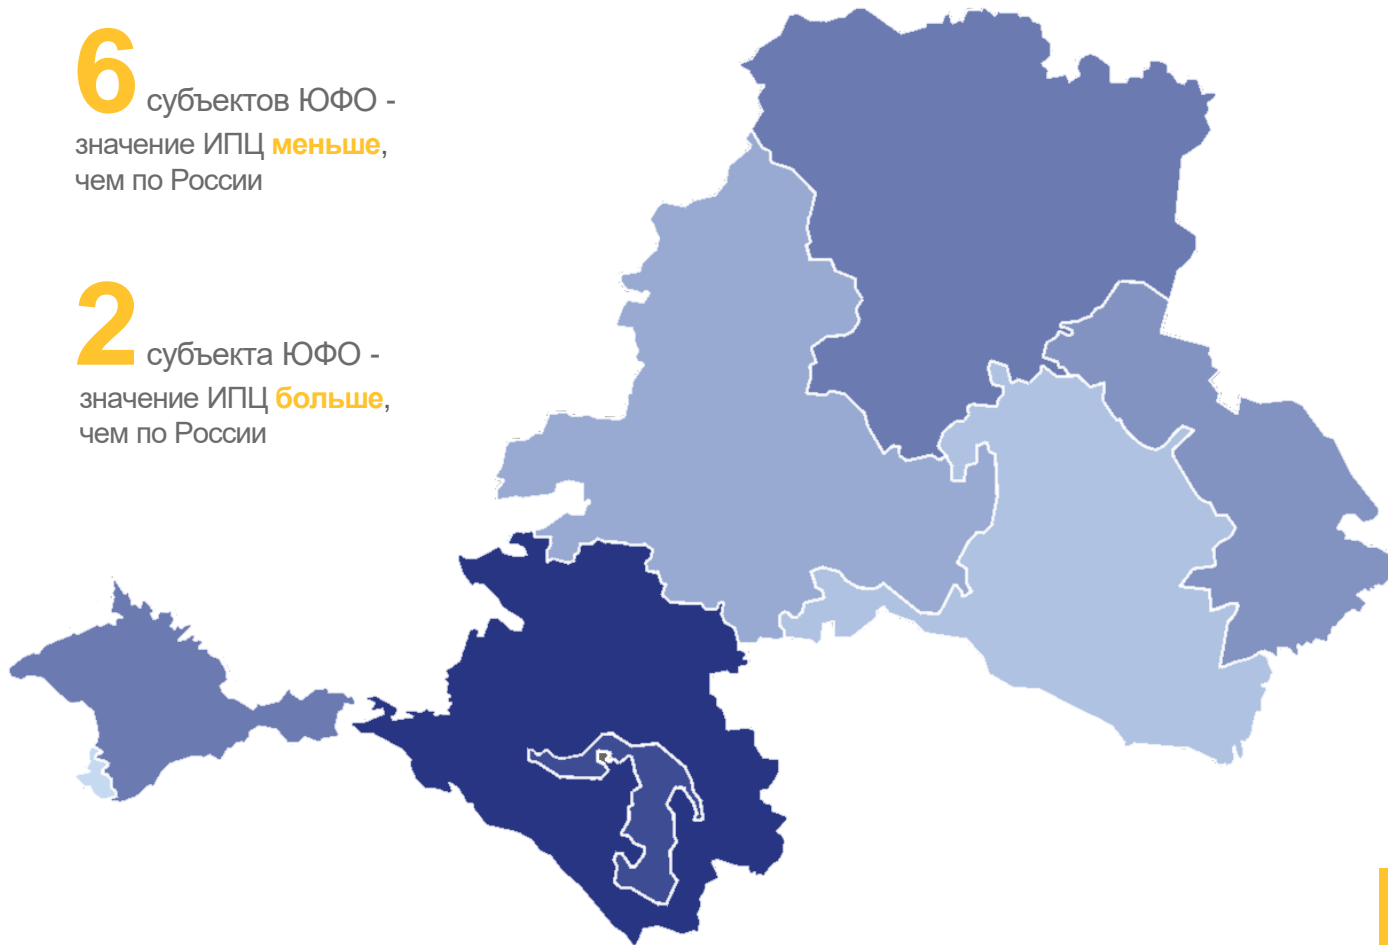 6 субъектов ЮФО -
значение ИПЦ меньше,
чем по России
2 субъекта ЮФО -
значение ИПЦ больше,
чем по России